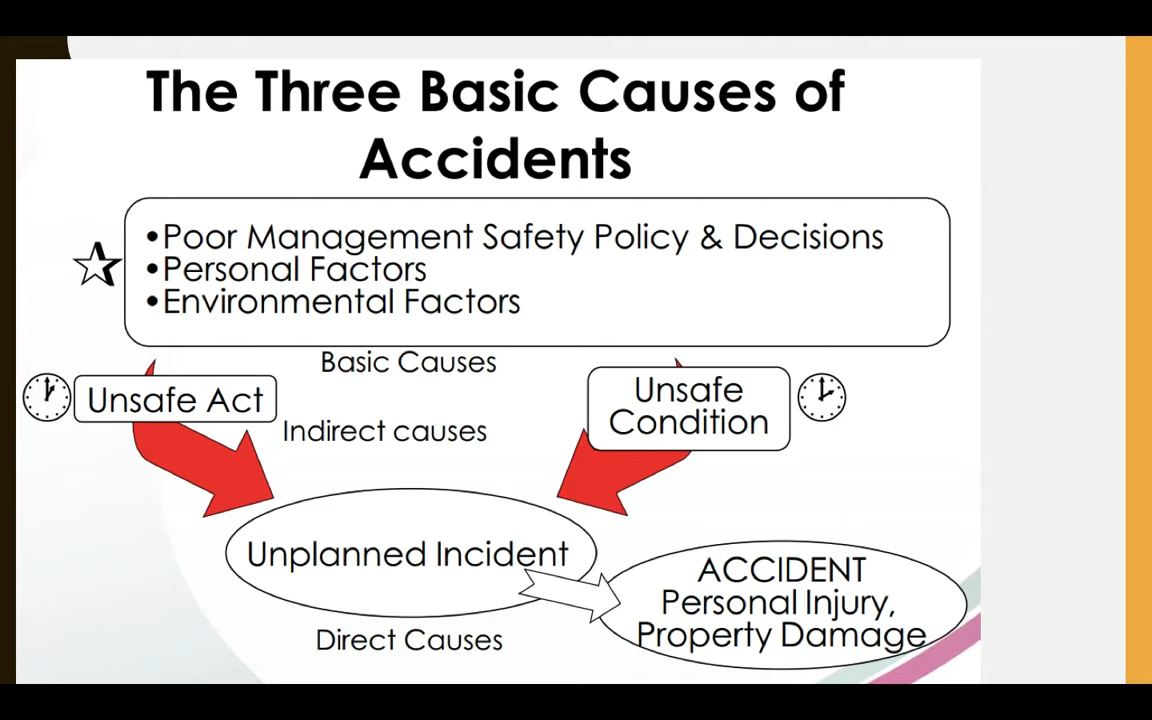 The Three Basic Causes of
Accidents
•Poor Management Safety Policy & Decisions
•Personal Factors
•Environmental Factors
Basic Causes
Unsafe Act
Unsafe
Condition
Indirect causes
Unplanned Incident
ACCIDENT
Personal Injury,
Property Damage
Direct Causes